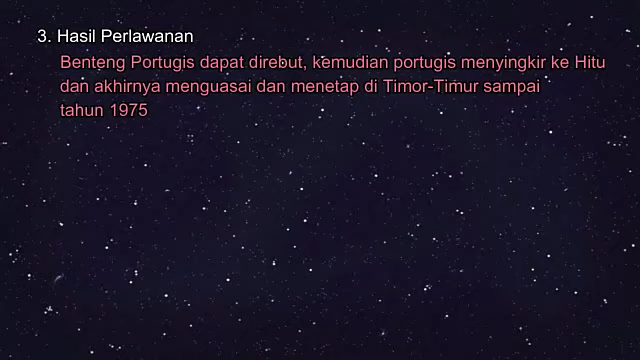 3. Hasil Perlawanan
Benteng Portugis dapat direbut, kemudian portugis menyingkir ke Hitu
dan akhirnya menguasai dan menetap di Timor-Timur sampai
tahun 1975